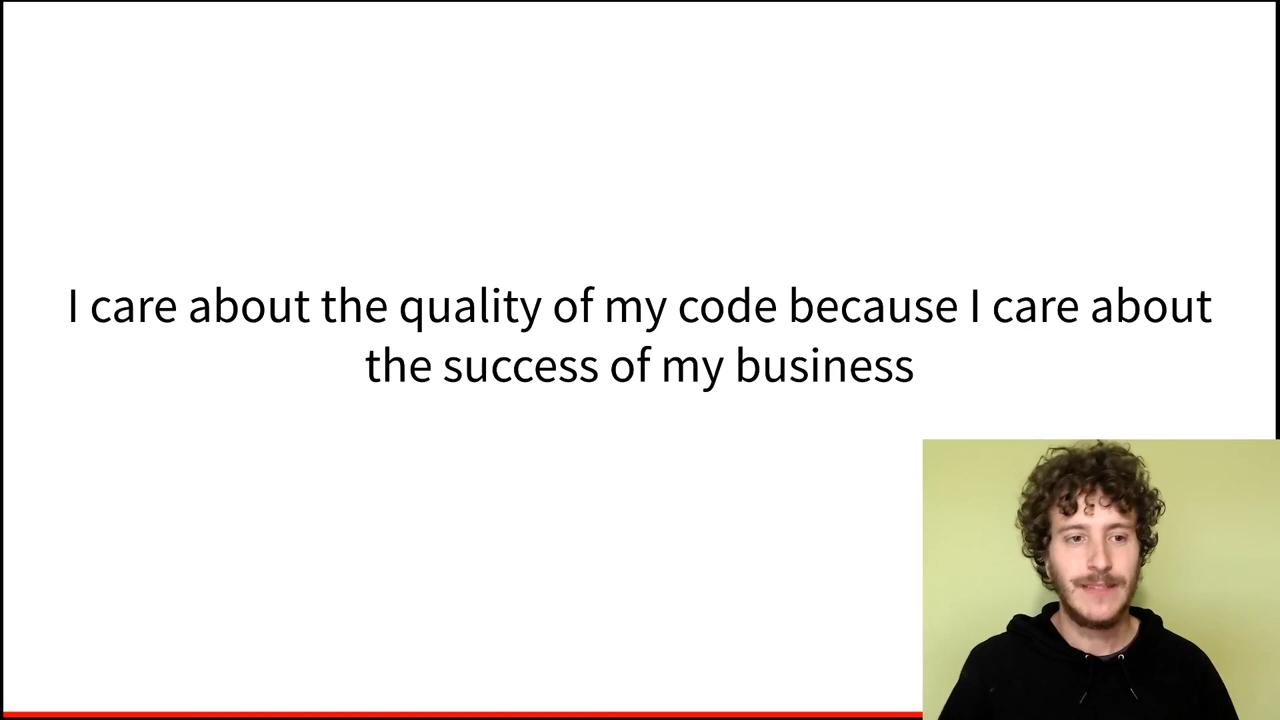 I care about the quality of my code because I care about
the success of my business